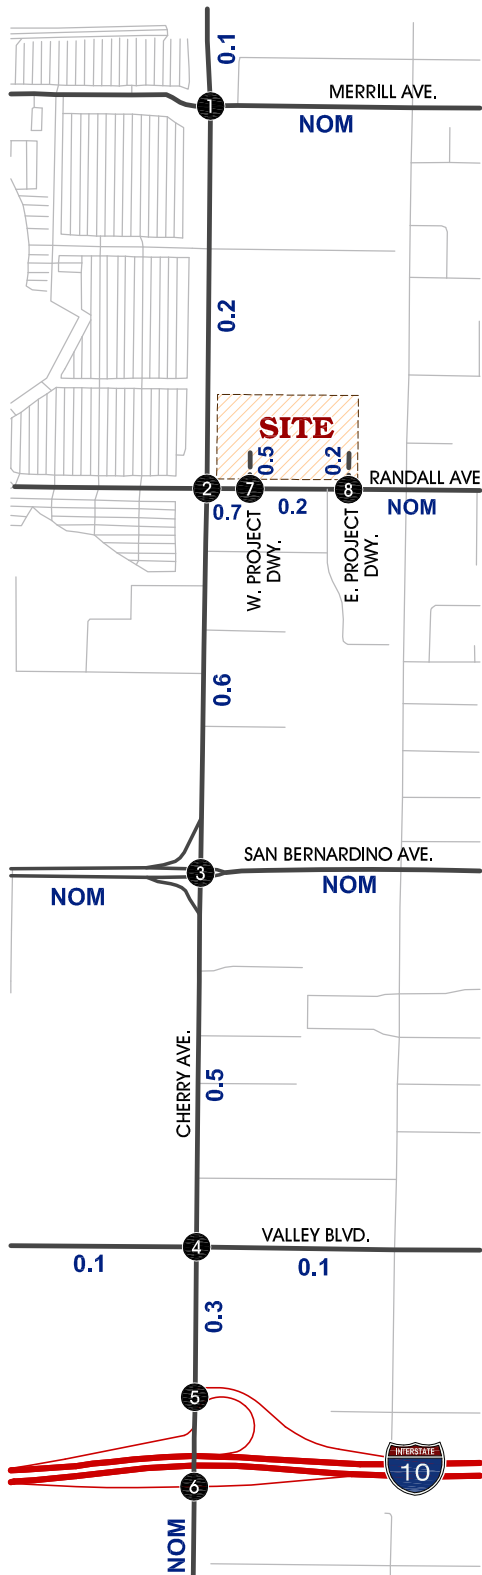 0.1
MERRILL AVE.
1
NOM
0.2
SITE
0.5
0.2
RANDALL AVE
2
7
8
0.7
0.2
NOM
W. PROJECT
DWY.
E. PROJECT
DWY.
0.6
SAN BERNARDINO AVE.
3
NOM
NOM
CHERRY AVE.
0.5
VALLEY BLVD.
4
0.1
0.1
0.3
5
INTERSTATE
10
6
NOM